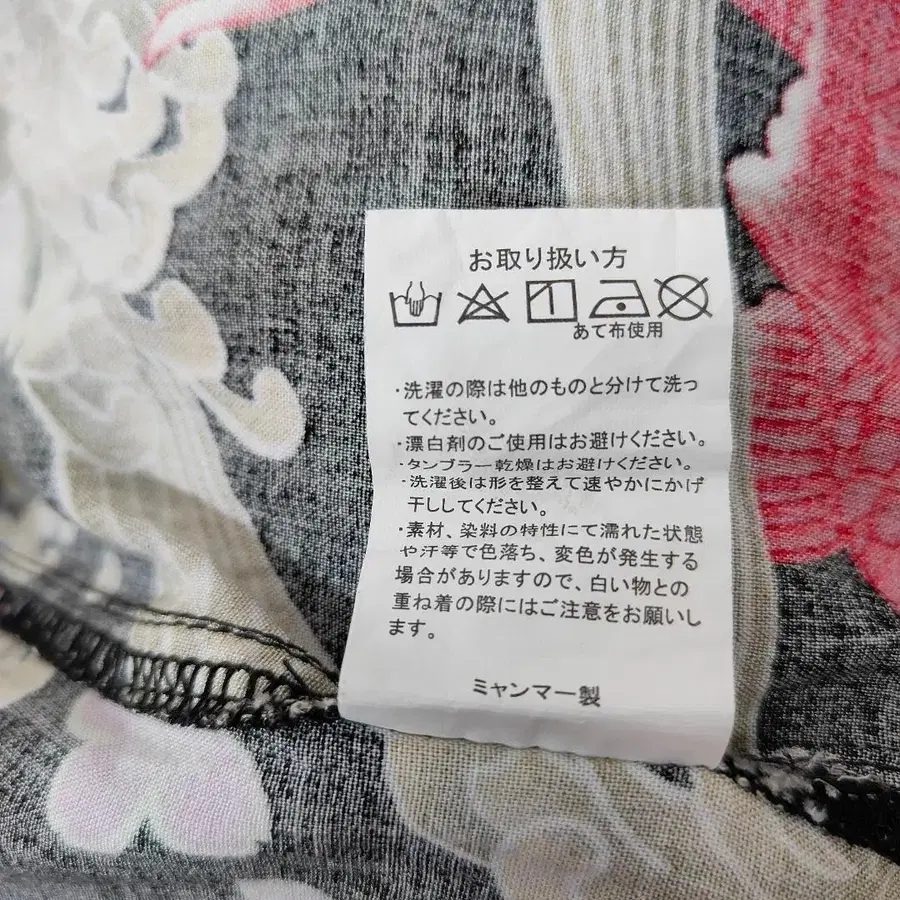 お取り扱い方
あて布使用
・洗濯の際は他のものと分けて洗っ
てください。
・漂白剤のご使用はお避けください。
・タンブラー乾燥はお避けください。
・洗濯後は形を整えて速やかにかげ
干ししてください。
・素材、染料の特性にて濡れた状態
や汗等で色落ち、変色が発生する
場合がありますので、白い物との
重ね着の際にはご注意をお願いし
ます。
ミャンマー製